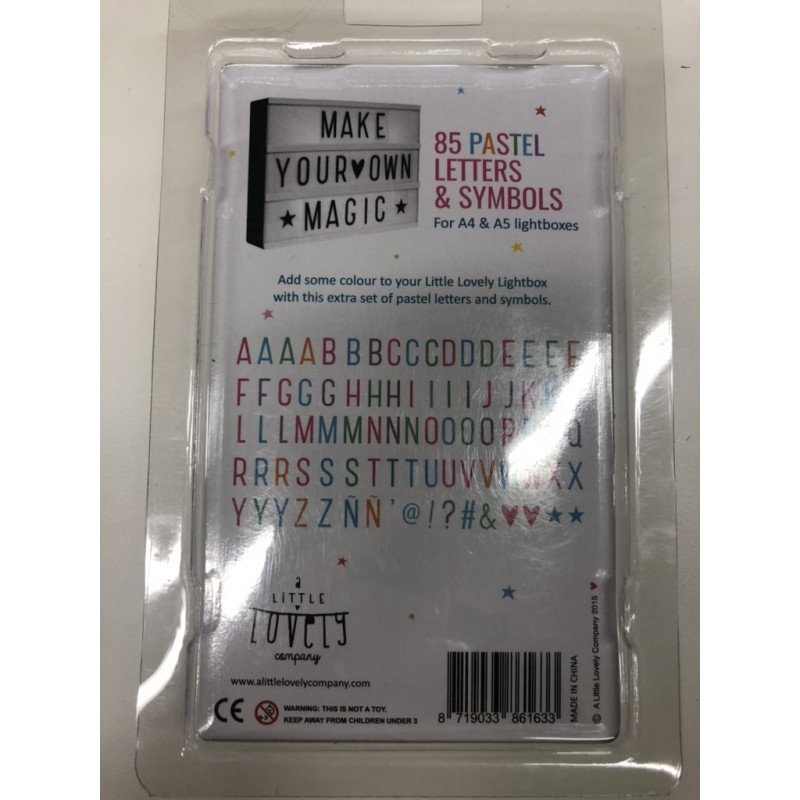 MAKE
YOUR♥OWN
★MAGIC★
85 PASTEL
LETTERS
& SYMBOLS
For A4 & A5 lightboxes
Add some colour to your Little Lovely Lightbox
with this extra set of pastel letters and symbols.
AAAABBBCCCDDDEEEE
FFGGGHHHIIIIJJK
LLLMMMMNNNOOOO
RRRSSSTTTUUVV
YYYZZÑÑ'@!?#&♥♥★★
a
LITTLE
LOVELY
company
www.alittlelovelycompany.com
CE
WARNING: THIS IS NOT A TOY.
KEEP AWAY FROM CHILDREN UNDER 3
8 719033 861633
MADE IN CHINA
© A Little Lovely Company 2015 ♥